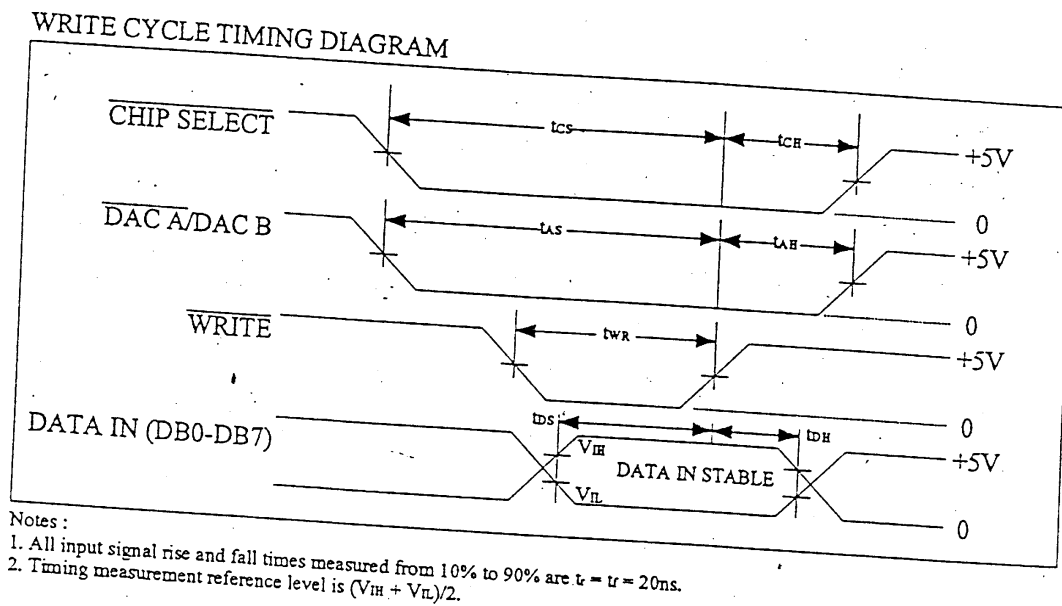 WRITE CYCLE TIMING DIAGRAM
CHIP SELECT
tCS
tCH
+5V
0
DAC A/DAC B
tAS
tAH
+5V
0
WRITE
tWR
+5V
0
DATA IN (DB0-DB7)
tDS
tDH
VIH
DATA IN STABLE
VIL
+5V
0
Notes :
1. All input signal rise and fall times measured from 10% to 90% are tr = tf = 20ns.
2. Timing measurement reference level is (VIH + VIL)/2.